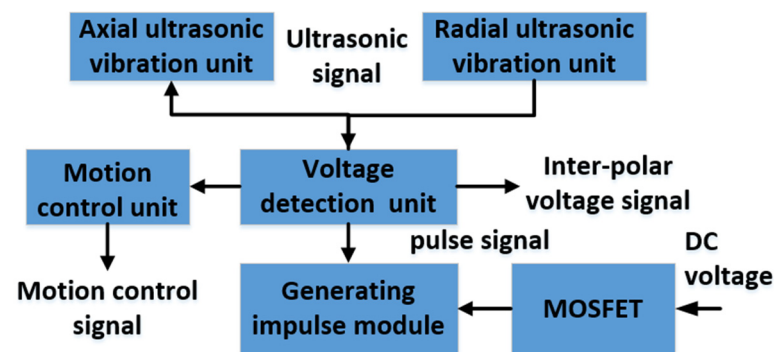 Axial ultrasonic
vibration unit
Ultrasonic
signal
Radial ultrasonic
vibration unit
Motion
control unit
Voltage
detection unit
Inter-polar
voltage signal
pulse signal
DC
voltage
Motion control
signal
Generating
impulse module
MOSFET